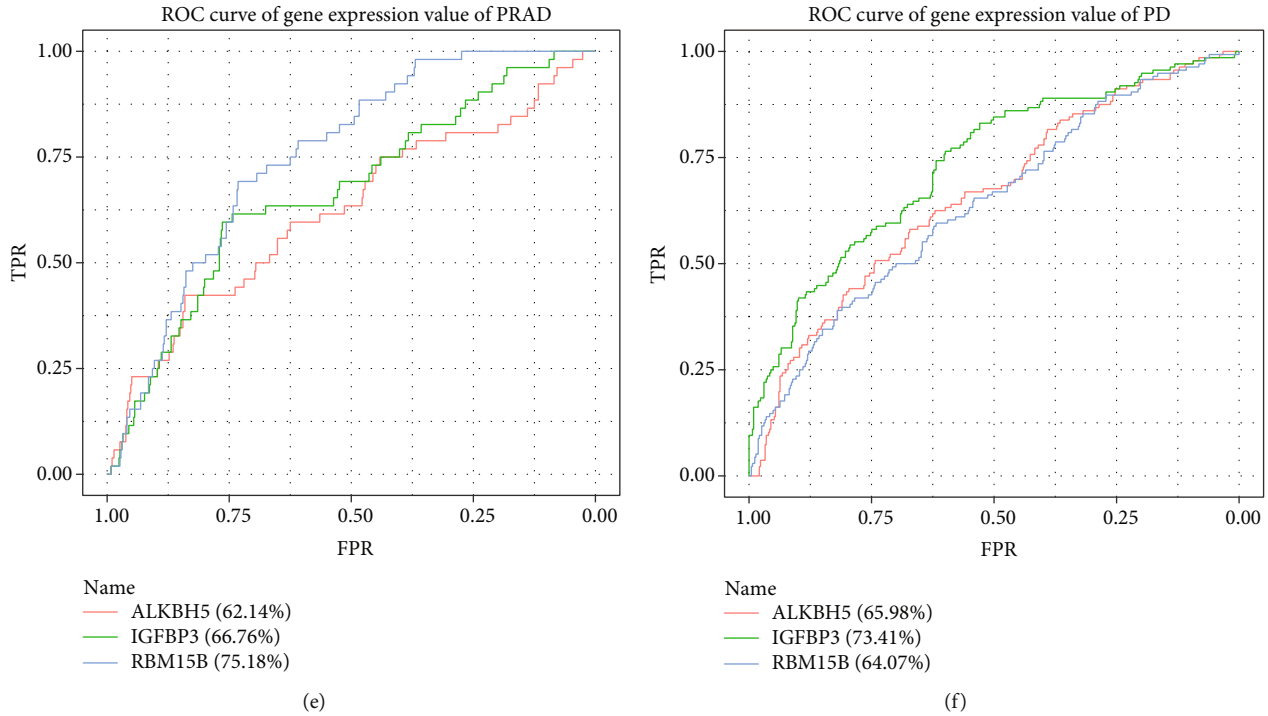 ROC curve of gene expression value of PRAD
1.00
0.75
0.50
0.25
0.00
TPR
1.00 0.75 0.50 0.25 0.00
FPR
Name
ALKBH5 (62.14%)
IGFBP3 (66.76%)
RBM15B (75.18%)
(e)
ROC curve of gene expression value of PD
1.00
0.75
0.50
0.25
0.00
TPR
1.00 0.75 0.50 0.25 0.00
FPR
Name
ALKBH5 (65.98%)
IGFBP3 (73.41%)
RBM15B (64.07%)
(f)